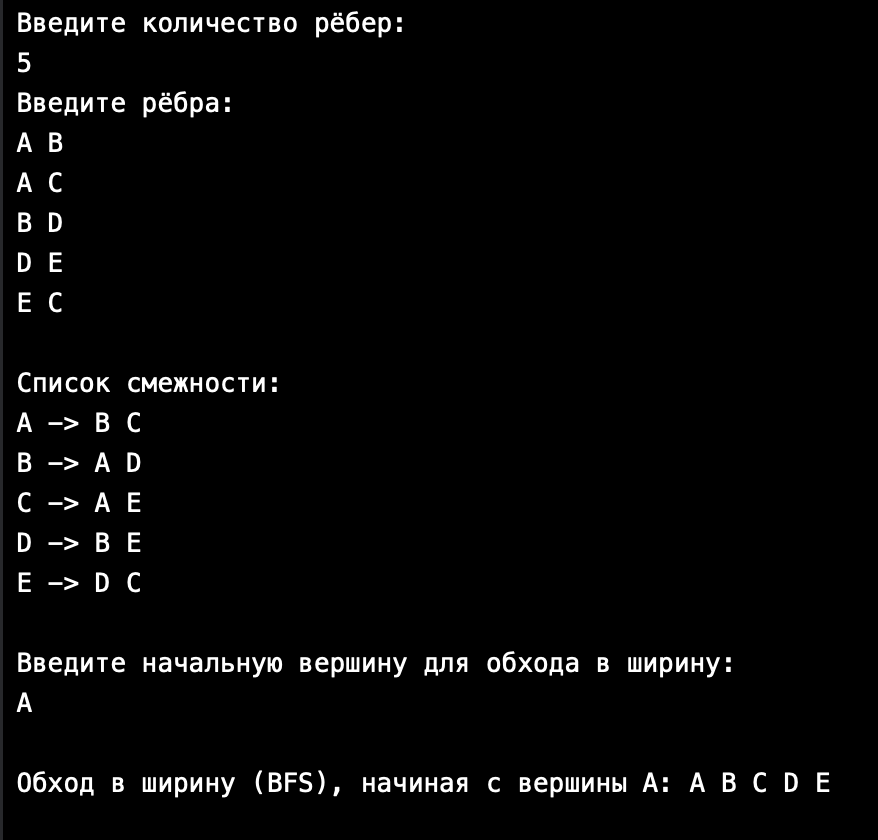 Введите количество рёбер:
5
Введите рёбра:
A B
A C
B D
D E
E C
Список смежности:
A -> B C
B -> A D
C -> A E
D -> B E
E -> D C
Введите начальную вершину для обхода в ширину:
A
Обход в ширину (BFS), начиная с вершины A: A B C D E